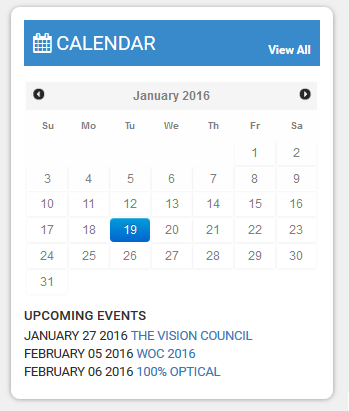 CALENDAR View All
January 2016
Su Mo Tu We Th Fr Sa
1 2
3 4 5 6 7 8 9
10 11 12 13 14 15 16
17 18 19 20 21 22 23
24 25 26 27 28 29 30
31
UPCOMING EVENTS
JANUARY 27 2016 THE VISION COUNCIL
FEBRUARY 05 2016 WOC 2016
FEBRUARY 06 2016 100% OPTICAL